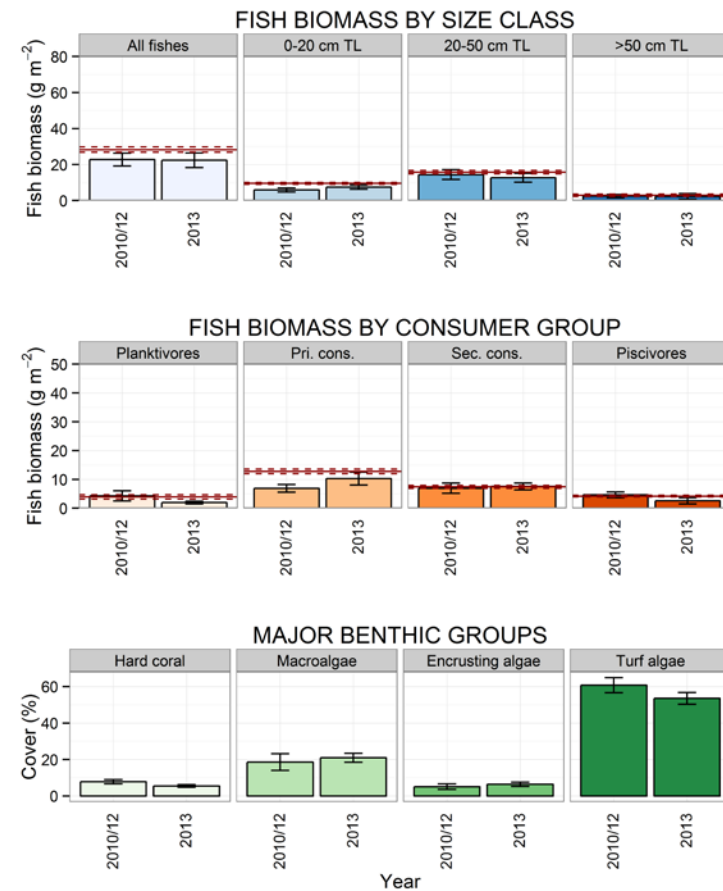 FISH BIOMASS BY SIZE CLASS
All fishes 0-20 cm TL 20-50 cm TL >50 cm TL
Fish biomass (g m⁻²)
80
60
40
20
0
2010/12 2013 2010/12 2013 2010/12 2013 2010/12 2013
FISH BIOMASS BY CONSUMER GROUP
Planktivores Pri. cons. Sec. cons. Piscivores
Fish biomass (g m⁻²)
50
40
30
20
10
0
2010/12 2013 2010/12 2013 2010/12 2013 2010/12 2013
MAJOR BENTHIC GROUPS
Hard coral Macroalgae Encrusting algae Turf algae
Cover (%)
60
40
20
0
2010/12 2013 2010/12 2013 2010/12 2013 2010/12 2013
Year